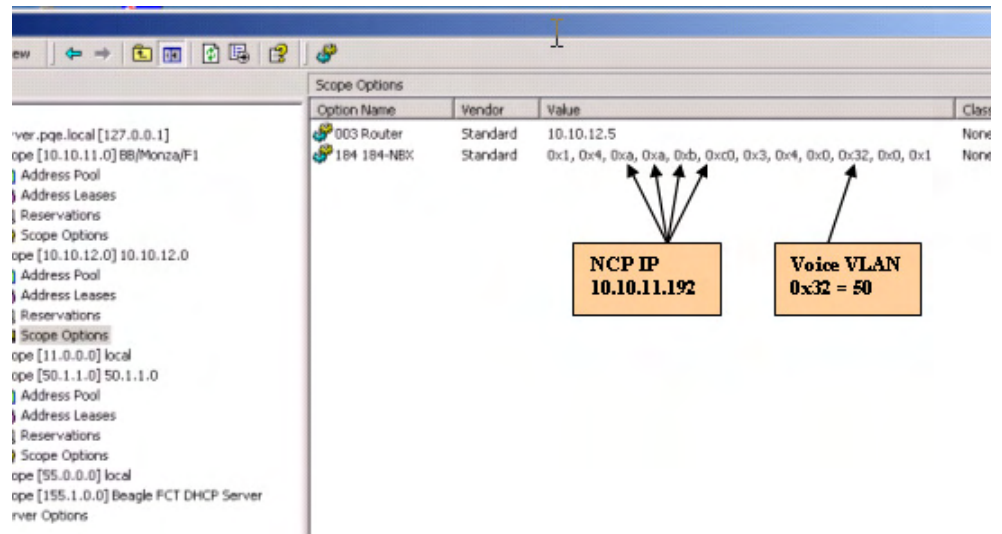 ew
Scope Options
Option Name Vendor Value Class
003 Router Standard 10.10.12.5 None
184 184-NBX Standard 0x1, 0x4, 0xa, 0xa, 0xb, 0xc0, 0x3, 0x4, 0x0, 0x32, 0x0, 0x1 None
ver.pqe.local [127.0.0.1]
ope [10.10.11.0] BB/Monza/F1
Address Pool
Address Leases
Reservations
Scope Options
ope [10.10.12.0] 10.10.12.0
Address Pool
Address Leases
Reservations
Scope Options
ope [11.0.0.0] local
ope [50.1.1.0] 50.1.1.0
Address Pool
Address Leases
Reservations
Scope Options
ope [55.0.0.0] local
ope [155.1.0.0] Beagle FCT DHCP Server
rver Options
NCP IP
10.10.11.192
Voice VLAN
0x32 = 50